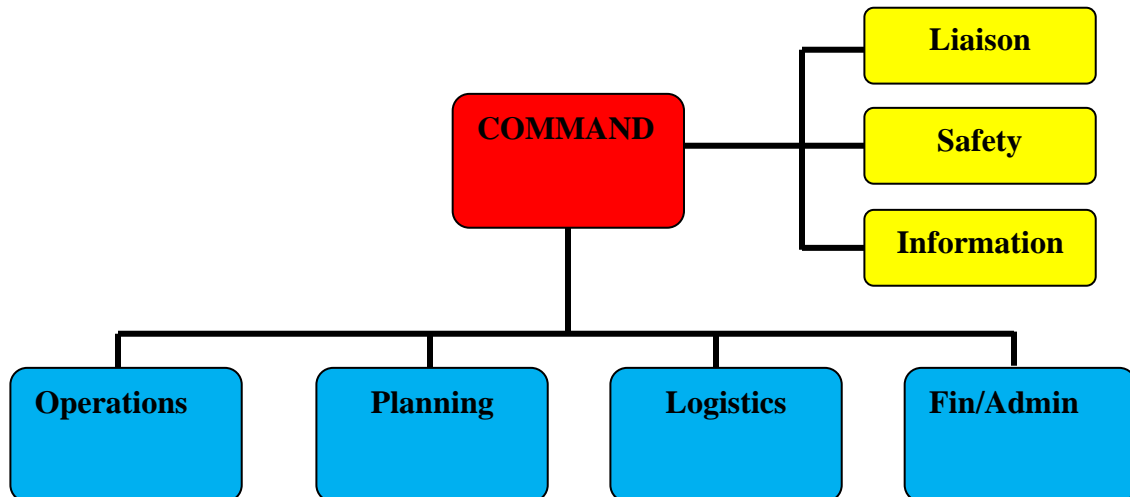 Liaison
COMMAND
Safety
Information
Operations
Planning
Logistics
Fin/Admin